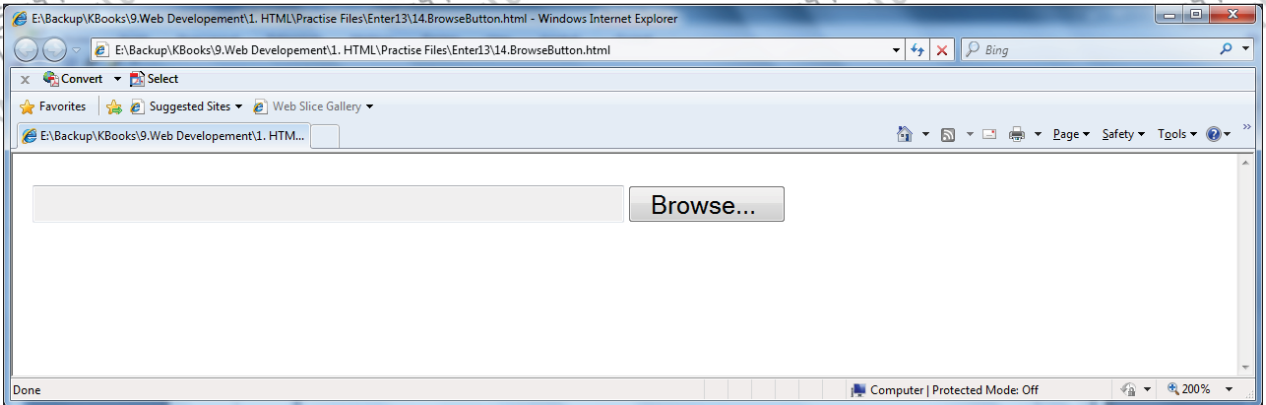 E:\Backup\KBooks\9.Web Developement\1. HTML\Practise Files\Enter13\14.BrowseButton.html - Windows Internet Explorer
E:\Backup\KBooks\9.Web Developement\1. HTML\Practise Files\Enter13\14.BrowseButton.html Bing
x Convert Select
Favorites Suggested Sites Web Slice Gallery
E:\Backup\KBooks\9.Web Developement\1. HTM... Page Safety Tools
Browse...
Done Computer | Protected Mode: Off 200%